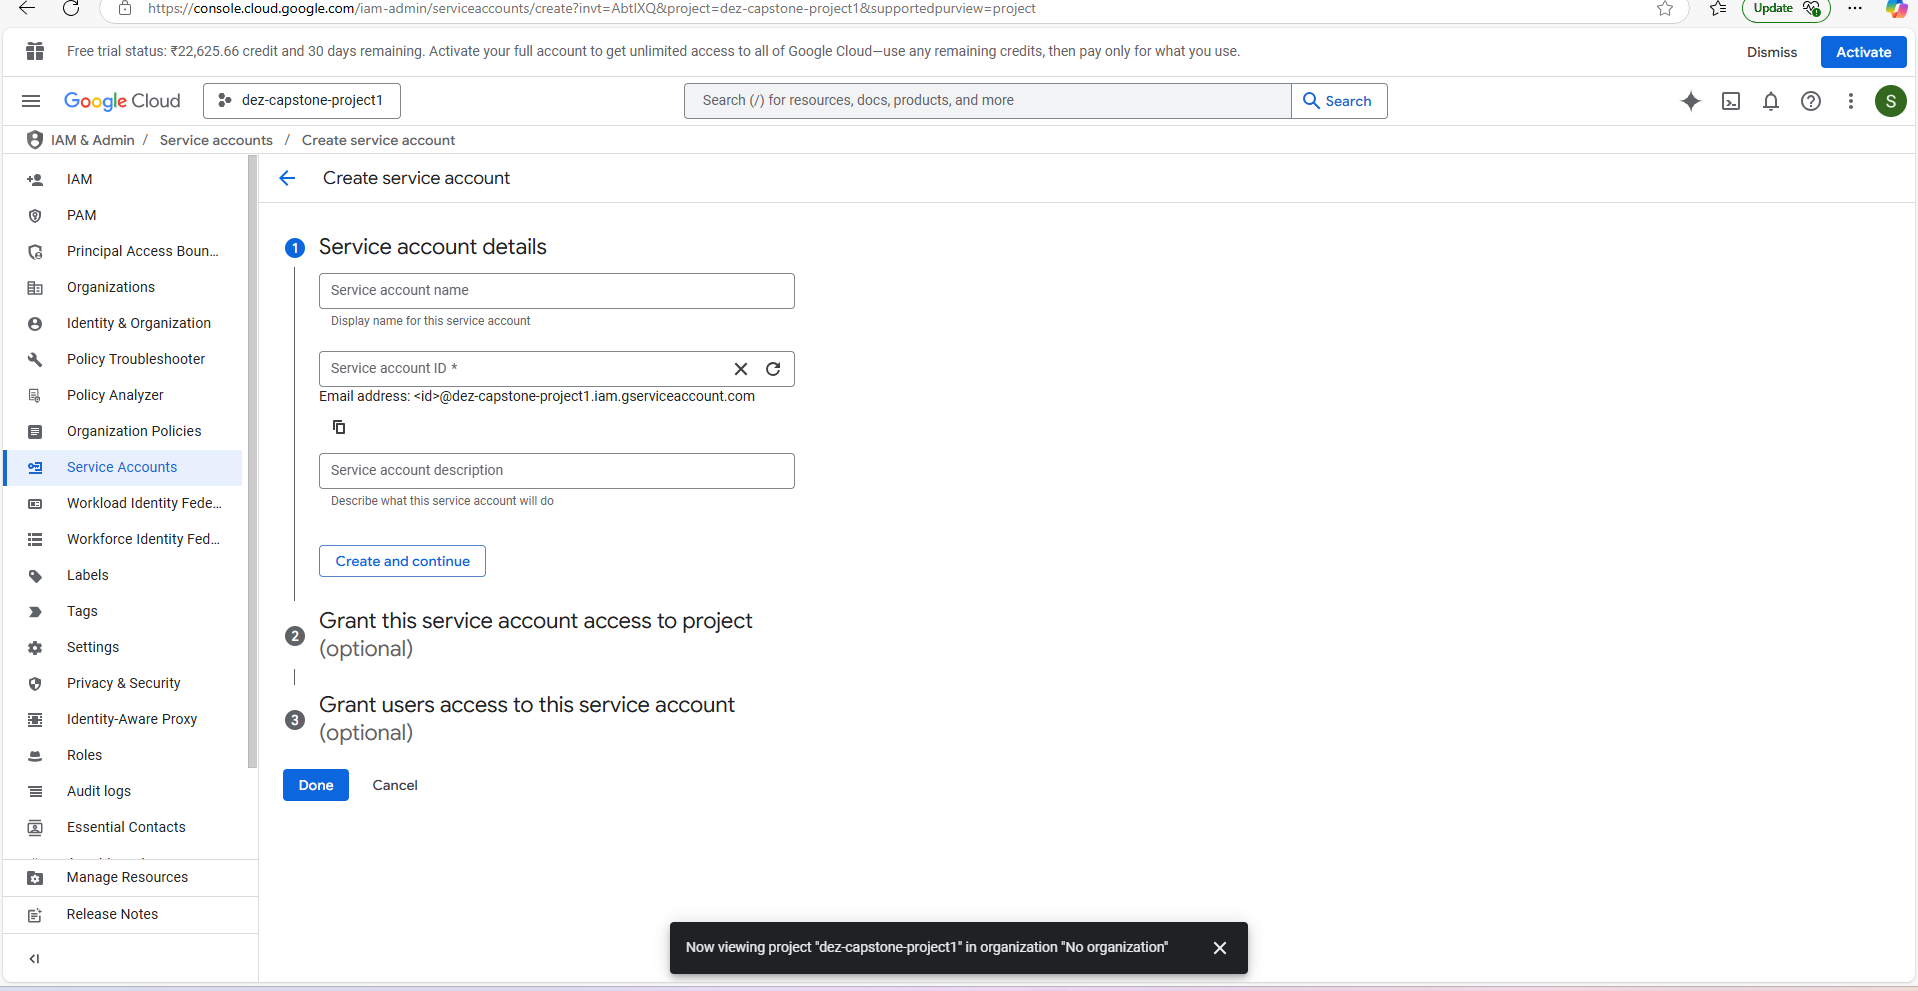 https://console.cloud.google.com/iam-admin/serviceaccounts/create?invt=AbtlXQ&project=dez-capstone-project1&supportedpurview=project
Update
Free trial status: ₹22,625.66 credit and 30 days remaining. Activate your full account to get unlimited access to all of Google Cloud—use any remaining credits, then pay only for what you use.
Dismiss
Activate
Google Cloud
dez-capstone-project1
Search (/) for resources, docs, products, and more
Search
S
IAM & Admin / Service accounts / Create service account
IAM
PAM
Principal Access Boun...
Organizations
Identity & Organization
Policy Troubleshooter
Policy Analyzer
Organization Policies
Service Accounts
Workload Identity Fede...
Workforce Identity Fed...
Labels
Tags
Settings
Privacy & Security
Identity-Aware Proxy
Roles
Audit logs
Essential Contacts
Manage Resources
Release Notes
Create service account
1 Service account details
Service account name
Display name for this service account
Service account ID *
Email address: <id>@dez-capstone-project1.iam.gserviceaccount.com
Service account description
Describe what this service account will do
Create and continue
2 Grant this service account access to project
(optional)
3 Grant users access to this service account
(optional)
Done
Cancel
Now viewing project "dez-capstone-project1" in organization "No organization"